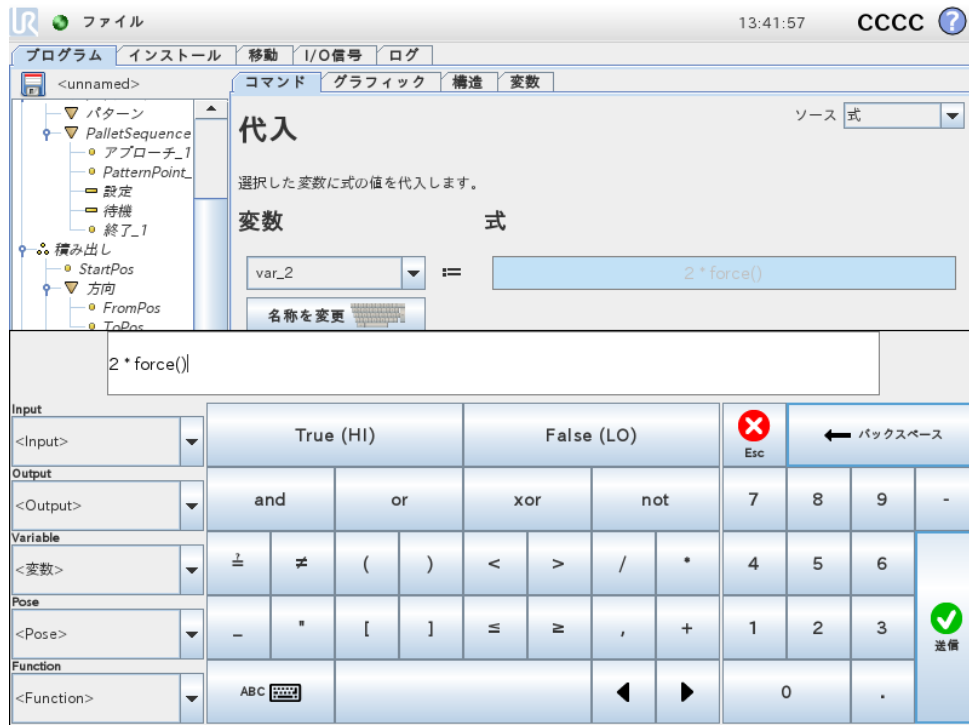 UR ファイル 13:41:57 CCCC ?
プログラム インストール 移動 I/O信号 ログ
<unnamed> コマンド グラフィック 構造 変数
パターン
PalletSequence
アプローチ_1
PatternPoint_
設定
待機
終了_1
積み出し
StartPos
方向
FromPos
ToPos
代入
ソース 式
選択した変数に式の値を代入します。
変数 式
var_2 := 2 * force()
名称を変更
2 * force()
Input
<Input> True (HI) False (LO) Esc バックスペース
Output
<Output> and or xor not 7 8 9 -
Variable
<変数> ≟ ≠ ( ) < > / * 4 5 6
Pose
<Pose> _ " [ ] ≤ ≥ , + 1 2 3 送信
Function
<Function> ABC 0 .